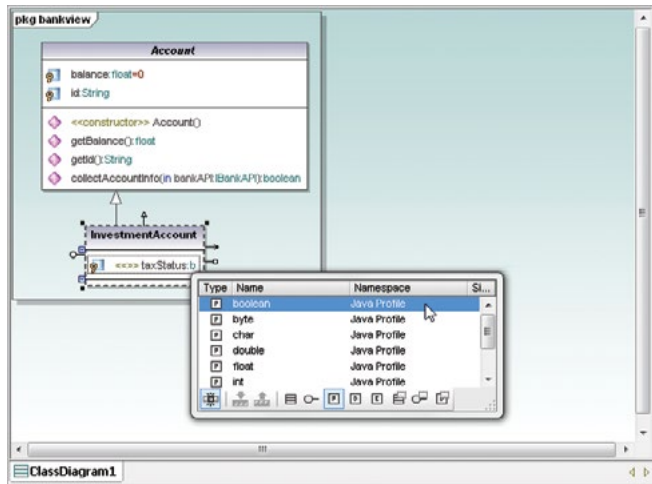 pkg bankview
Account
balance:float=0
id:String
<<constructor>> Account()
getBalance():float
getId():String
collectAccountInfo(in bankAPI:IBankAPI):boolean
InvestmentAccount
«»» taxStatus:b
Type Name Namespace Si...
P boolean Java Profile
P byte Java Profile
P char Java Profile
P double Java Profile
P float Java Profile
P int Java Profile
P D E
ClassDiagram1